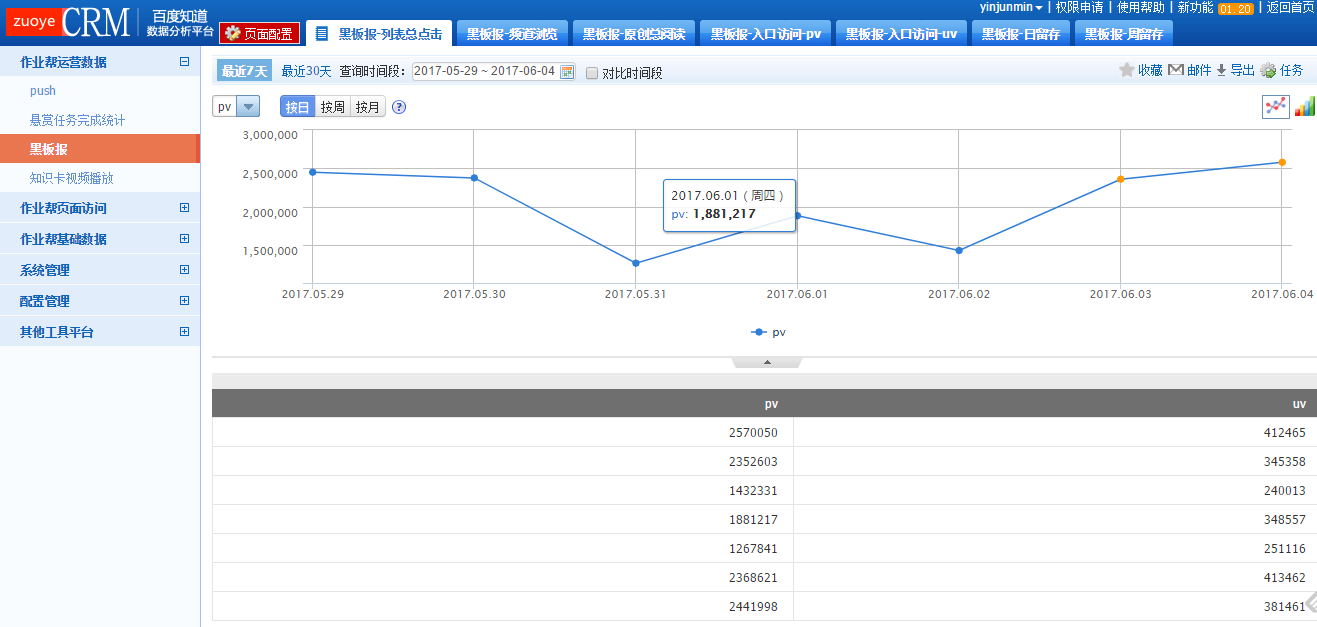 zuoye CRM 百度知道
数据分析平台
页面配置
yinjunmin | 权限申请 | 使用帮助 | 新功能 01.20 | 返回首页
黑板报-列表总点击 黑板报-频道浏览 黑板报-原创总阅读 黑板报-入口访问-pv 黑板报-入口访问-uv 黑板报-日留存 黑板报-周留存
作业帮运营数据
push
悬赏任务完成统计
黑板报
知识卡视频播放
作业帮页面访问
作业帮基础数据
系统管理
配置管理
其他工具平台
最近7天 最近30天 查询时间段： 2017-05-29 ~ 2017-06-04 对比时间段
收藏 邮件 导出 任务
pv 按日 按周 按月 ?
3,000,000
2,500,000
2,000,000
1,500,000
2017.06.01 ( 周四 )
pv: 1,881,217
2017.05.29 2017.05.30 2017.05.31 2017.06.01 2017.06.02 2017.06.03 2017.06.04
pv
pv uv
2570050 412465
2352603 345358
1432331 240013
1881217 348557
1267841 251116
2368621 413462
2441998 381461